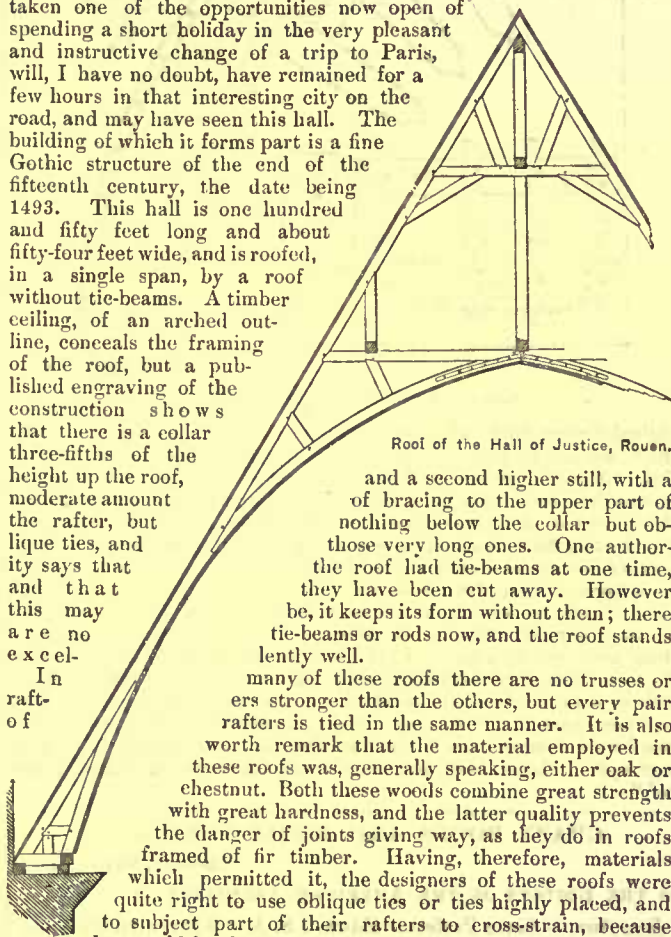 taken one of the opportunities now open of
spending a short holiday in the very pleasant
and instructive change of a trip to Paris,
will, I have no doubt, have remained for a
few hours in that interesting city on the
road, and may have seen this hall. The
building of which it forms part is a fine
Gothic structure of the end of the
fifteenth century, the date being
1493. This hall is one hundred
and fifty feet long and about
fifty-four feet wide, and is roofed,
in a single span, by a roof
without tie-beams. A timber
ceiling, of an arched out-
line, conceals the framing
of the roof, but a pub-
lished engraving of the
construction shows
that there is a collar
three-fifths of the
Roof of the Hall of Justice, Rouen.
height up the roof, and a second higher still, with a
moderate amount of bracing to the upper part of
the rafter, but nothing below the collar but ob-
lique ties, and those very long ones. One author-
ity says that the roof had tie-beams at one time,
and that they have been cut away. However
this may be, it keeps its form without them; there
are no tie-beams or rods now, and the roof stands
excel- lently well.
In many of these roofs there are no trusses or
raft- ers stronger than the others, but every pair
of rafters is tied in the same manner. It is also
worth remark that the material employed in
these roofs was, generally speaking, either oak or
chestnut. Both these woods combine great strength
with great hardness, and the latter quality prevents
the danger of joints giving way, as they do in roofs
framed of fir timber. Having, therefore, materials
which permitted it, the designers of these roofs were
quite right to use oblique ties or ties highly placed, and
to subject part of their rafters to cross-strain, because